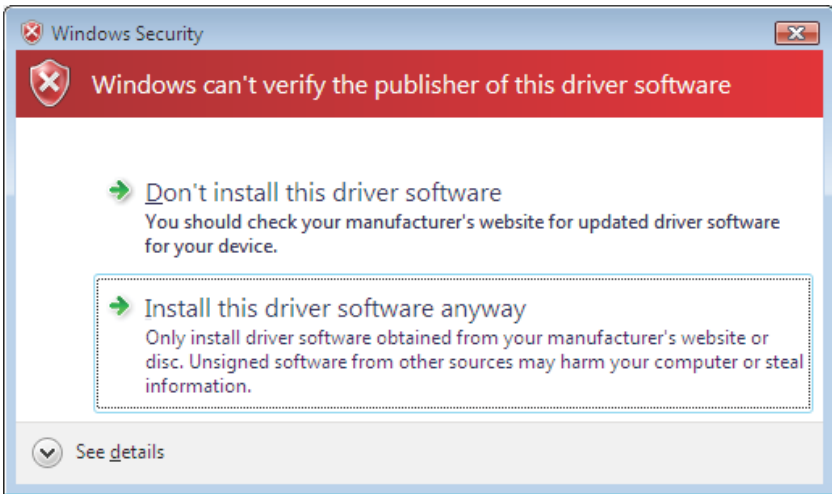 Windows Security
Windows can't verify the publisher of this driver software
Don't install this driver software
You should check your manufacturer's website for updated driver software
for your device.
Install this driver software anyway
Only install driver software obtained from your manufacturer's website or
disc. Unsigned software from other sources may harm your computer or steal
information.
See details